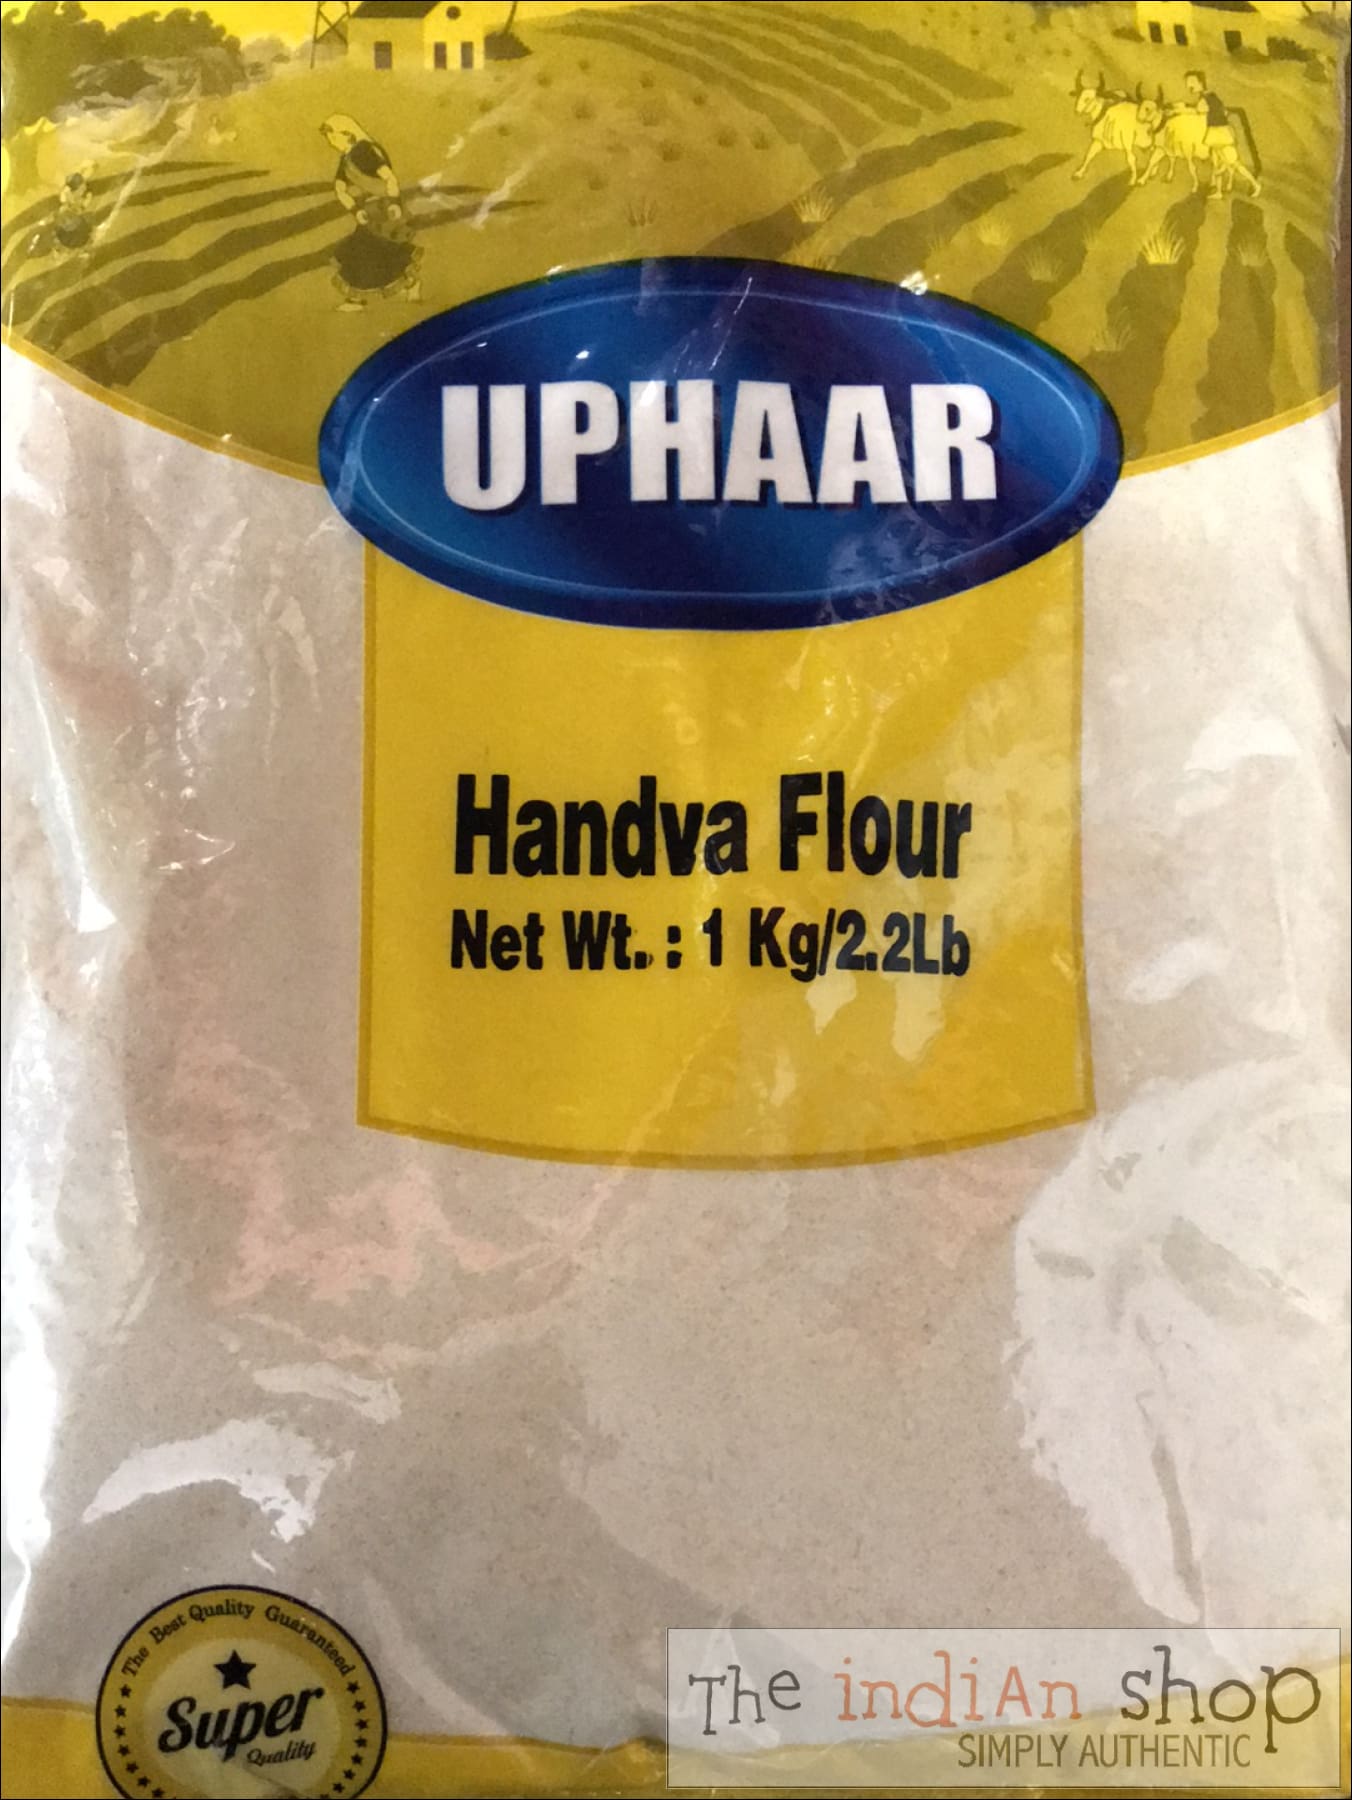 UPHAAR
Handva Flour
Net Wt. : 1 Kg/2.2Lb
The Best Quality Guaranteed
Super
Quality
The indiAn shop
SIMPLY AUTHENTIC